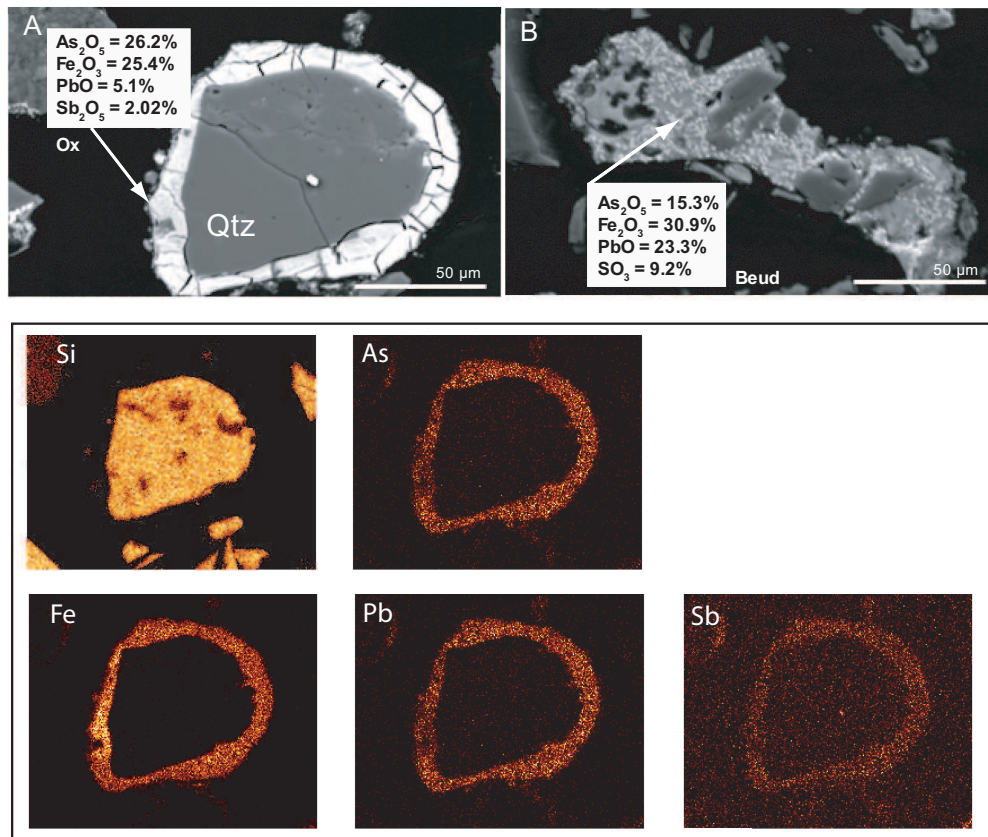 A
As₂O₅ = 26.2%
Fe₂O₃ = 25.4%
PbO = 5.1%
Sb₂O₅ = 2.02%
Ox
Qtz
50 µm
B
As₂O₅ = 15.3%
Fe₂O₃ = 30.9%
PbO = 23.3%
SO₃ = 9.2%
Beud
50 µm
Si
As
Fe
Pb
Sb